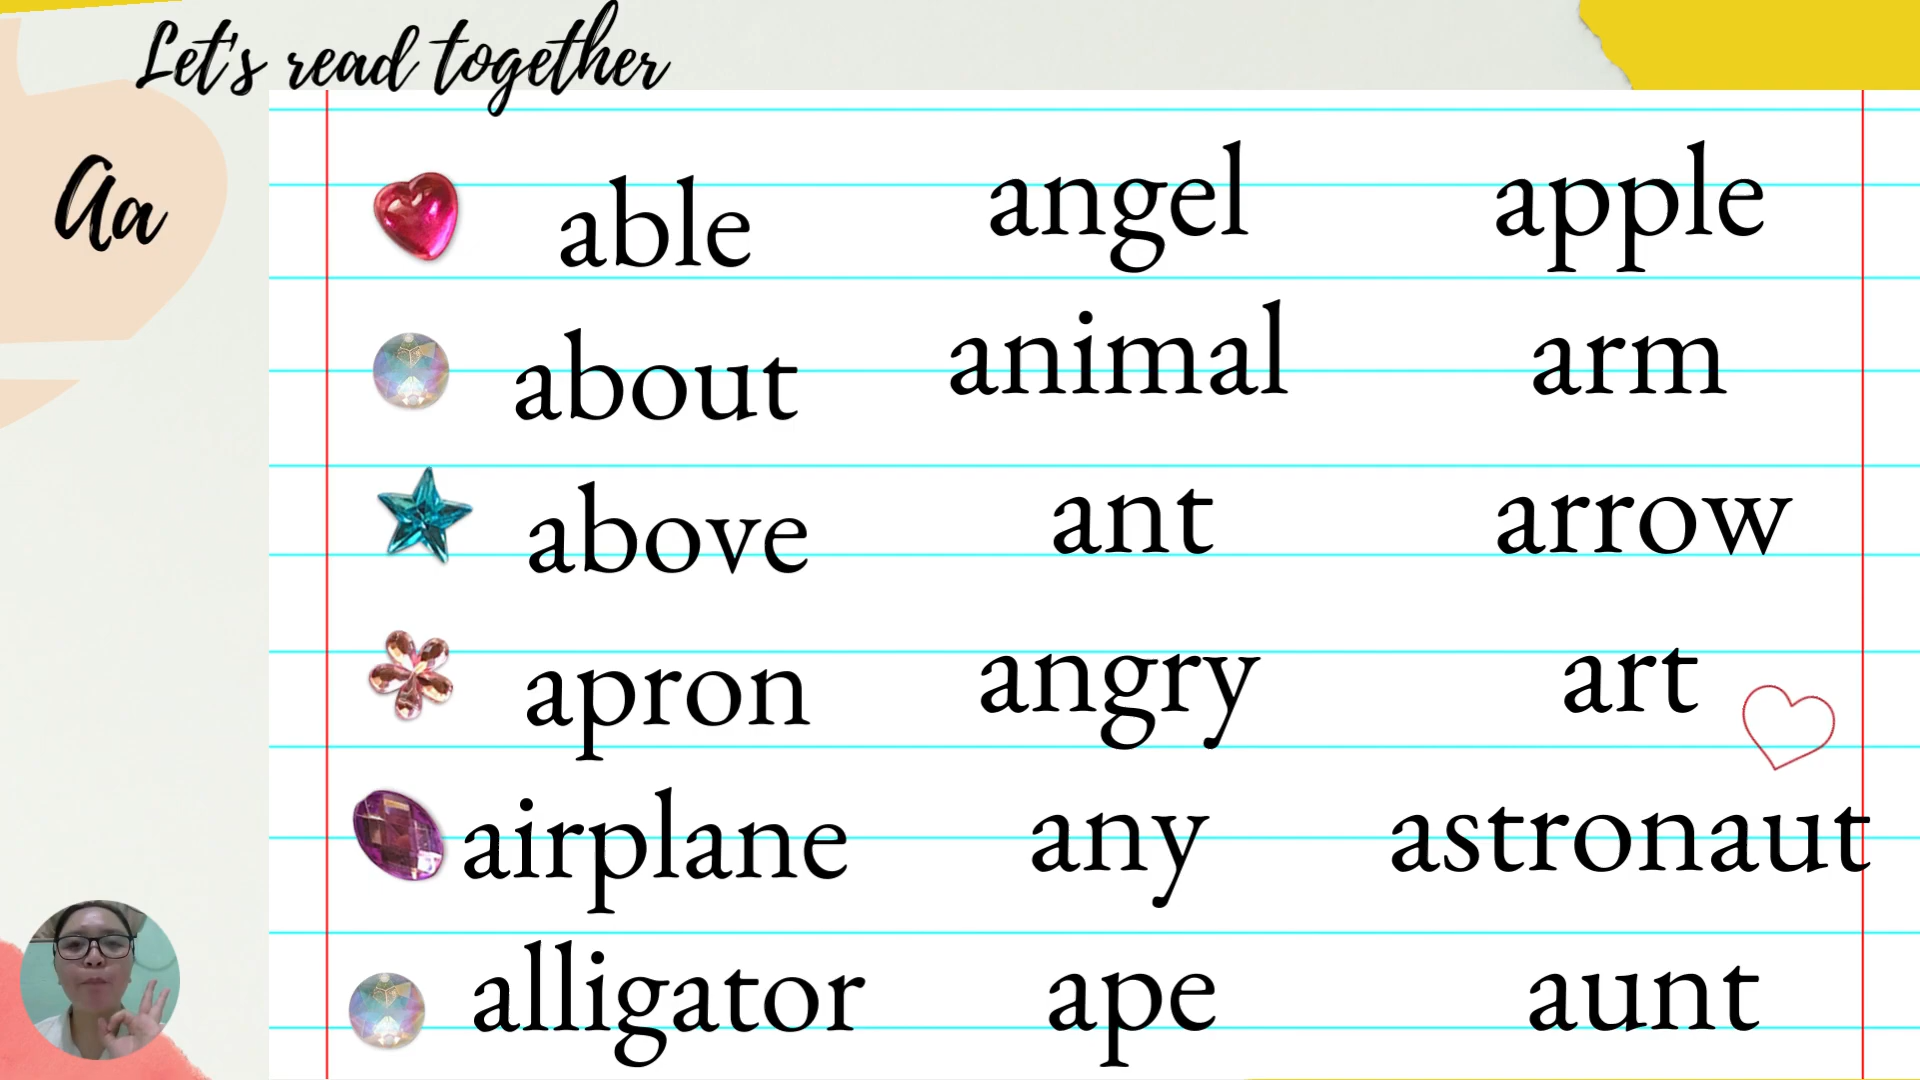 Let's read together
Aa
able angel apple
about animal arm
above ant arrow
apron angry art
airplane any astronaut
alligator ape aunt